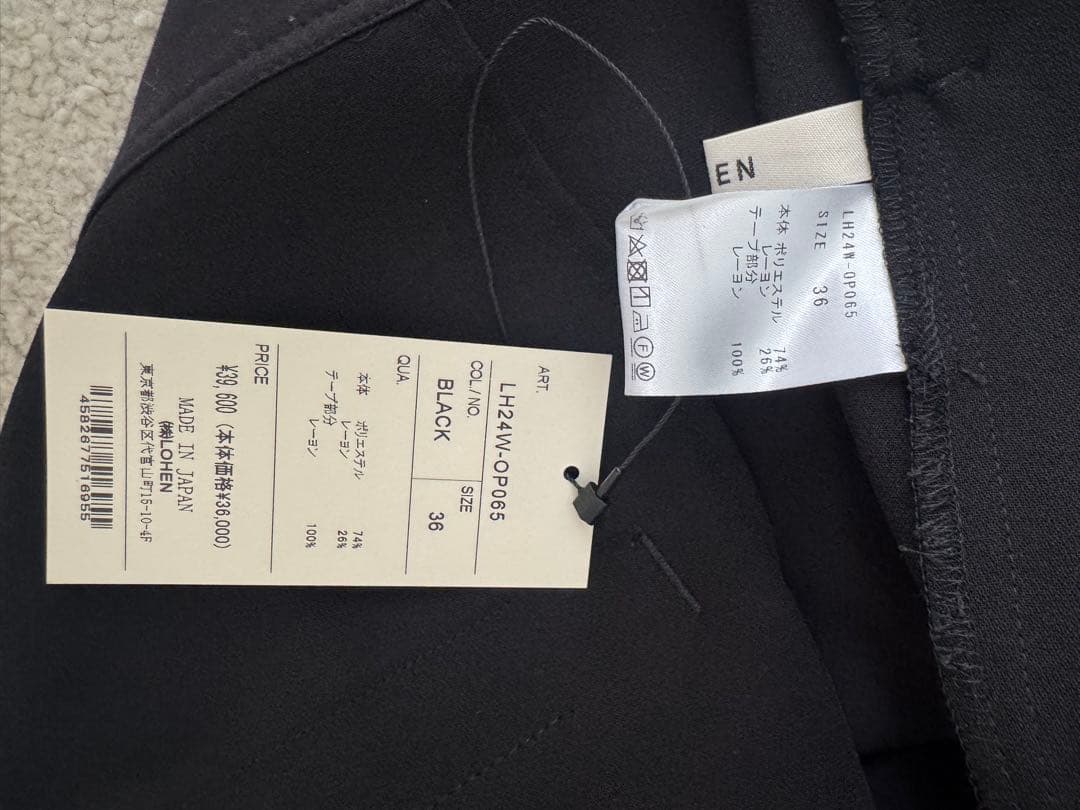 ART.
LH24W-OP065
COL/NO.
SIZE
BLACK
36
QUA.
本体 ポリエステル 74%
レーヨン 26%
テープ部分
レーヨン 100%
PRICE
¥39,600 (本体価格¥36,000)
MADE IN JAPAN
㈱LOHEN
東京都渋谷区代官山町16-10-4F
4582677516955
LH24W-OP065
SIZE 36
本体 ポリエステル 74%
レーヨン 26%
テープ部分
レーヨン 100%
F
W
N
E